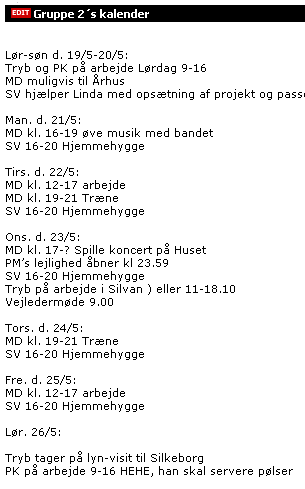 EDIT Gruppe 2´s kalender
Lør-søn d. 19/5-20/5:
Tryb og PK på arbejde Lørdag 9-16
MD muligvis til Århus
SV hjælper Linda med opsætning af projekt og pass
Man. d. 21/5:
MD kl. 16-19 øve musik med bandet
SV 16-20 Hjemmehygge
Tirs. d. 22/5:
MD kl. 12-17 arbejde
MD kl. 19-21 Træne
SV 16-20 Hjemmehygge
Ons. d. 23/5:
MD kl. 17-? Spille koncert på Huset
PM's lejlighed åbner kl 23.59
SV 16-20 Hjemmehygge
Tryb på arbejde i Silvan ) eller 11-18.10
Vejledermøde 9.00
Tors. d. 24/5:
MD kl. 19-21 Træne
SV 16-20 Hjemmehygge
Fre. d. 25/5:
MD kl. 12-17 arbejde
SV 16-20 Hjemmehygge
Lør. 26/5:
Tryb tager på lyn-visit til Silkeborg
PK på arbejde 9-16 HEHE, han skal servere pølser